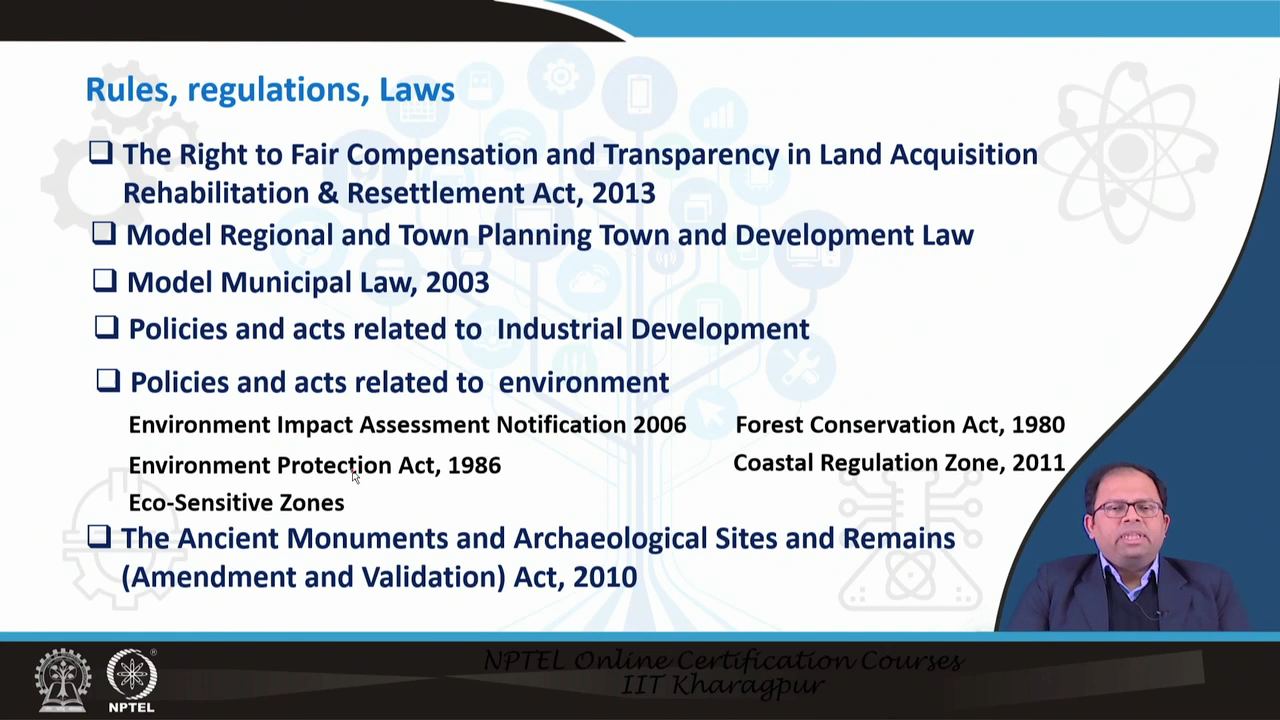 Rules, regulations, Laws
❑ The Right to Fair Compensation and Transparency in Land Acquisition
Rehabilitation & Resettlement Act, 2013
❑ Model Regional and Town Planning Town and Development Law
❑ Model Municipal Law, 2003
❑ Policies and acts related to Industrial Development
❑ Policies and acts related to environment
Environment Impact Assessment Notification 2006 Forest Conservation Act, 1980
Environment Protection Act, 1986 Coastal Regulation Zone, 2011
Eco-Sensitive Zones
❑ The Ancient Monuments and Archaeological Sites and Remains
(Amendment and Validation) Act, 2010
NPTEL Online Certification Courses
IIT Kharagpur
NPTEL